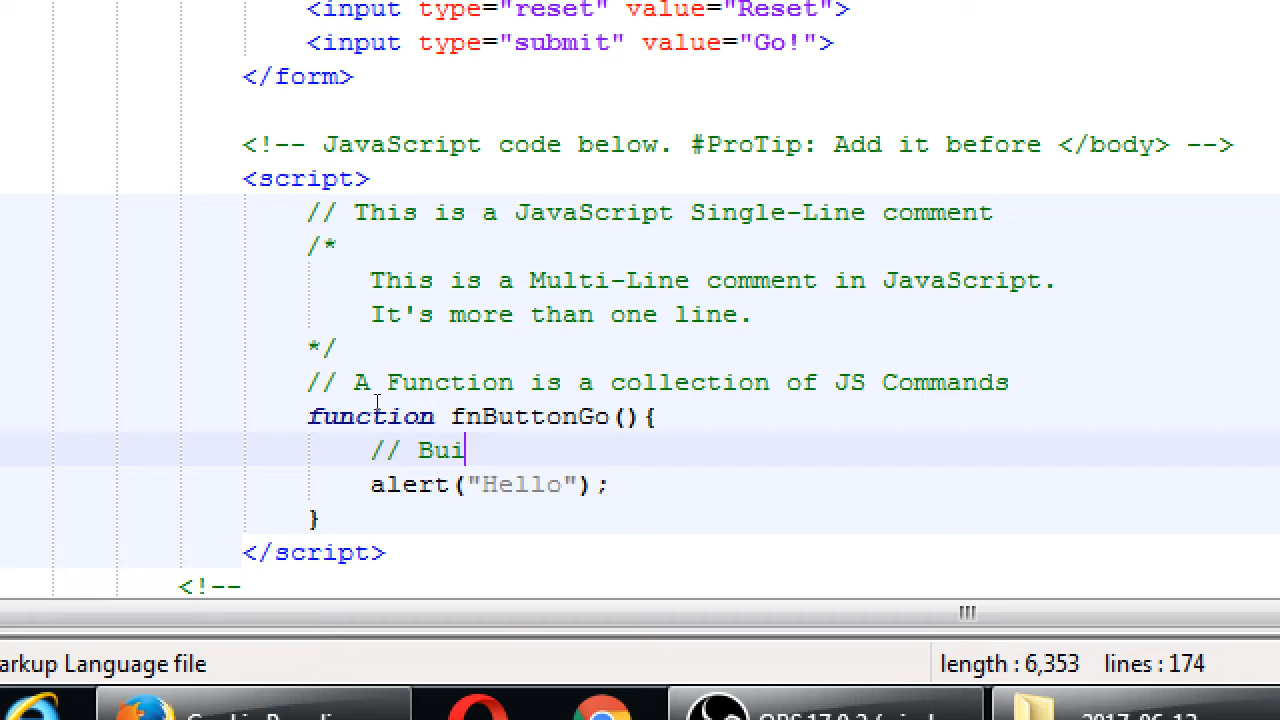 <input type="reset" value="Reset">
<input type="submit" value="Go!">
</form>
<!-- JavaScript code below. #ProTip: Add it before </body> -->
<script>
// This is a JavaScript Single-Line comment
/*
This is a Multi-Line comment in JavaScript.
It's more than one line.
*/
// A Function is a collection of JS Commands
function fnButtonGo(){
// Bui
alert("Hello");
}
</script>
<!--
arkup Language file length : 6,353 lines : 174